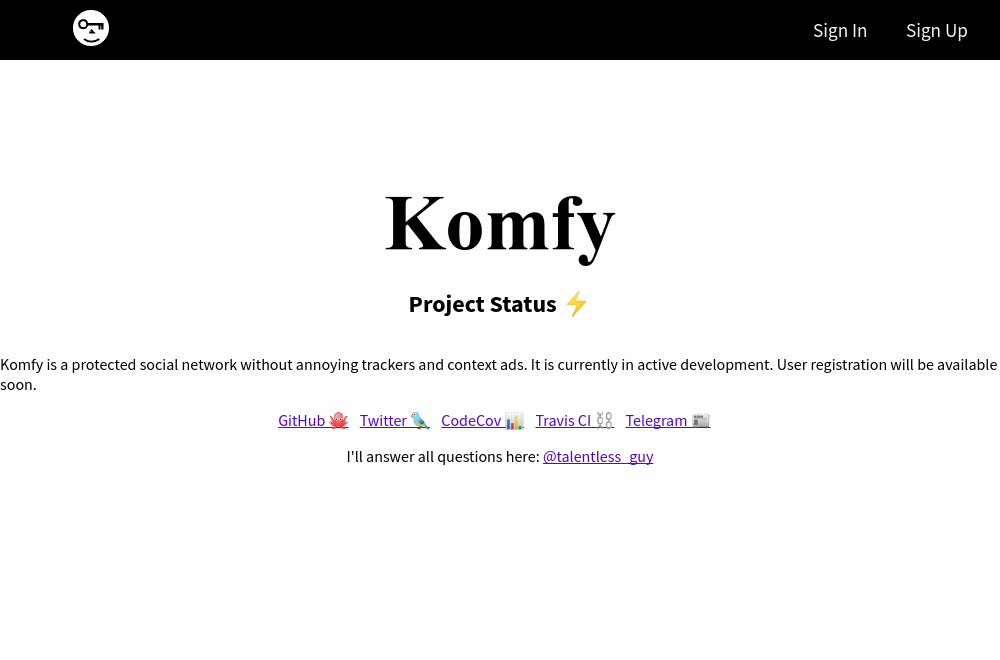 Sign In Sign Up
Komfy
Project Status ⚡
Komfy is a protected social network without annoying trackers and context ads. It is currently in active development. User registration will be available
soon.
GitHub 🐙 Twitter 🐦 CodeCov 📊 Travis CI ⛓ Telegram 📰
I'll answer all questions here: @talentless_guy